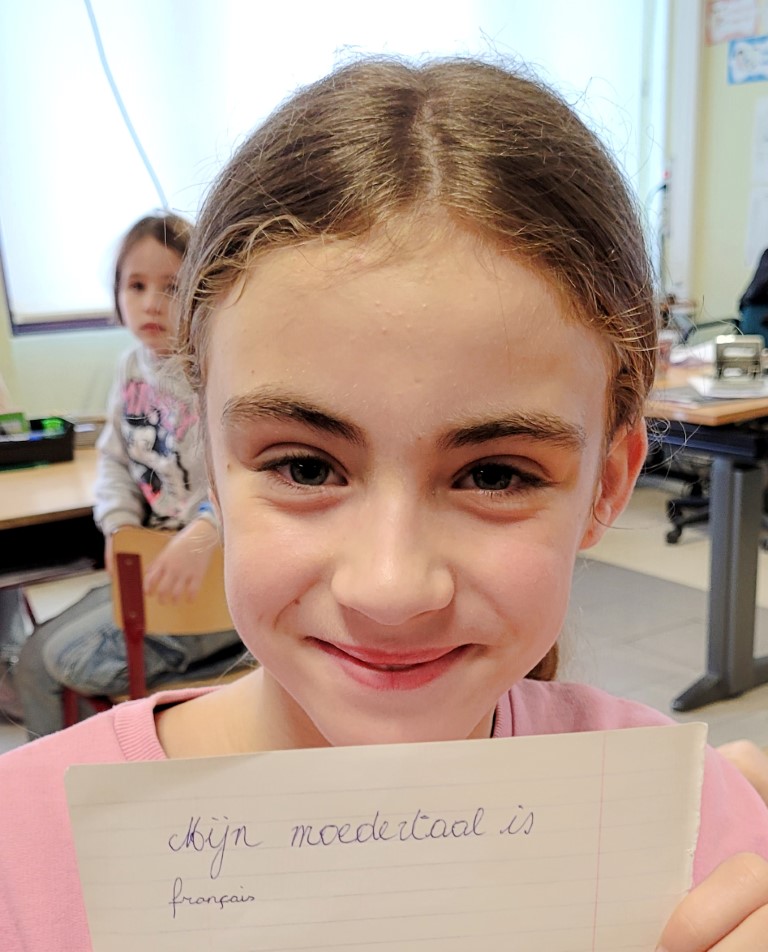 Mijn moedertaal is
français